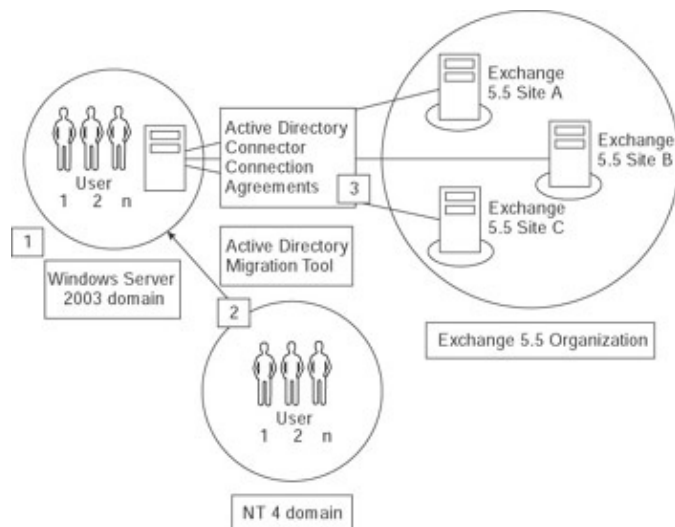 Exchange
5.5 Site A
Active Directory
Connector
Connection
Agreements
3
Exchange
5.5 Site B
User
1 2 n
Exchange
5.5 Site C
1
Active Directory
Migration Tool
Windows Server
2003 domain
2
Exchange 5.5 Organization
User
1 2 n
NT 4 domain